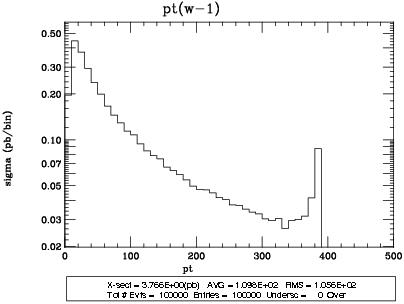 pt(w-1)
sigma (pb/bin)
0.50
0.30
0.20
0.10
0.07
0.05
0.03
0.02
0 100 200 300 400 500
pt
X-sect = 3.766E+00(pb) AVG = 1.098E+02 RMS = 1.056E+02
Tot # Evts = 100000 Entries = 100000 Undersc = 0 Over